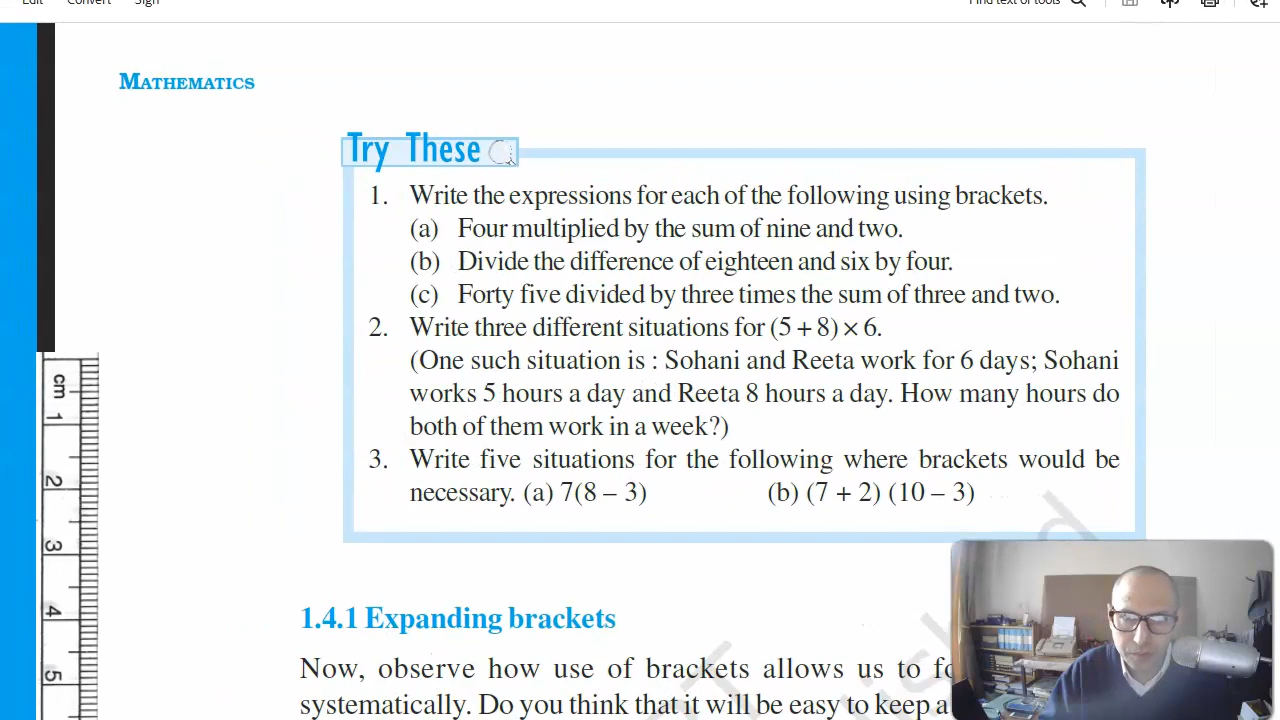 Edit Convert Sign Find text or tools
MATHEMATICS
Try These
1. Write the expressions for each of the following using brackets.
(a) Four multiplied by the sum of nine and two.
(b) Divide the difference of eighteen and six by four.
(c) Forty five divided by three times the sum of three and two.
2. Write three different situations for (5 + 8) × 6.
(One such situation is : Sohani and Reeta work for 6 days; Sohani
works 5 hours a day and Reeta 8 hours a day. How many hours do
both of them work in a week?)
3. Write five situations for the following where brackets would be
necessary. (a) 7(8 – 3) (b) (7 + 2) (10 – 3)
cm 1
2
3
4
5
1.4.1 Expanding brackets
Now, observe how use of brackets allows us to
systematically. Do you think that it will be easy to keep a